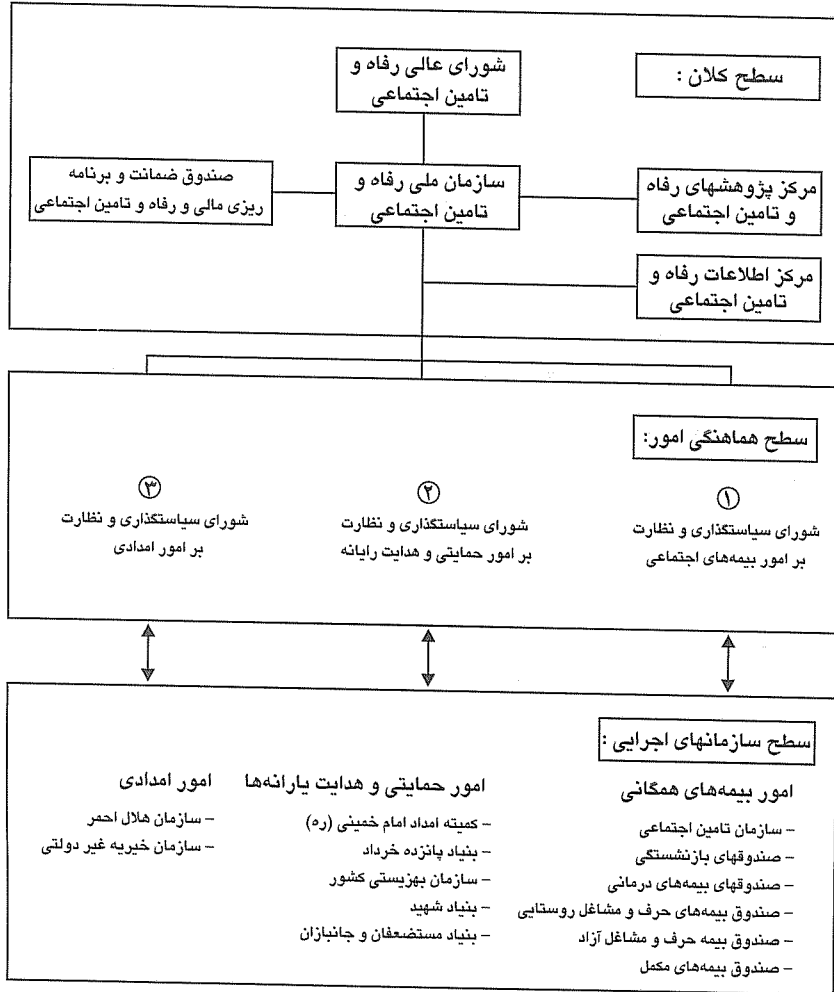 سطح کلان :
شورای عالی رفاه و
تامین اجتماعی
مرکز پژوهشهای رفاه
و تامین اجتماعی
سازمان ملی رفاه و
تامین اجتماعی
صندوق ضمانت و برنامه
ریزی مالی و رفاه و تامین اجتماعی
مرکز اطلاعات رفاه و
تامین اجتماعی
سطح هماهنگی امور:
۱
شورای سیاستگذاری و نظارت
بر امور بیمه‌های اجتماعی
۲
شورای سیاستگذاری و نظارت
بر امور حمایتی و هدایت رایانه
۳
شورای سیاستگذاری و نظارت
بر امور امدادی
سطح سازمانهای اجرایی :
امور بیمه‌های همگانی
– سازمان تامین اجتماعی
– صندوقهای بازنشستگی
– صندوقهای بیمه‌های درمانی
– صندوق بیمه‌های حرف و مشاغل روستایی
– صندوق بیمه حرف و مشاغل آزاد
– صندوق بیمه‌های مکمل
امور حمایتی و هدایت یارانه‌ها
– کمیته امداد امام خمینی (ره)
– بنیاد پانزده خرداد
– سازمان بهزیستی کشور
– بنیاد شهید
– بنیاد مستضعفان و جانبازان
امور امدادی
– سازمان هلال احمر
– سازمان خیریه غیر دولتی